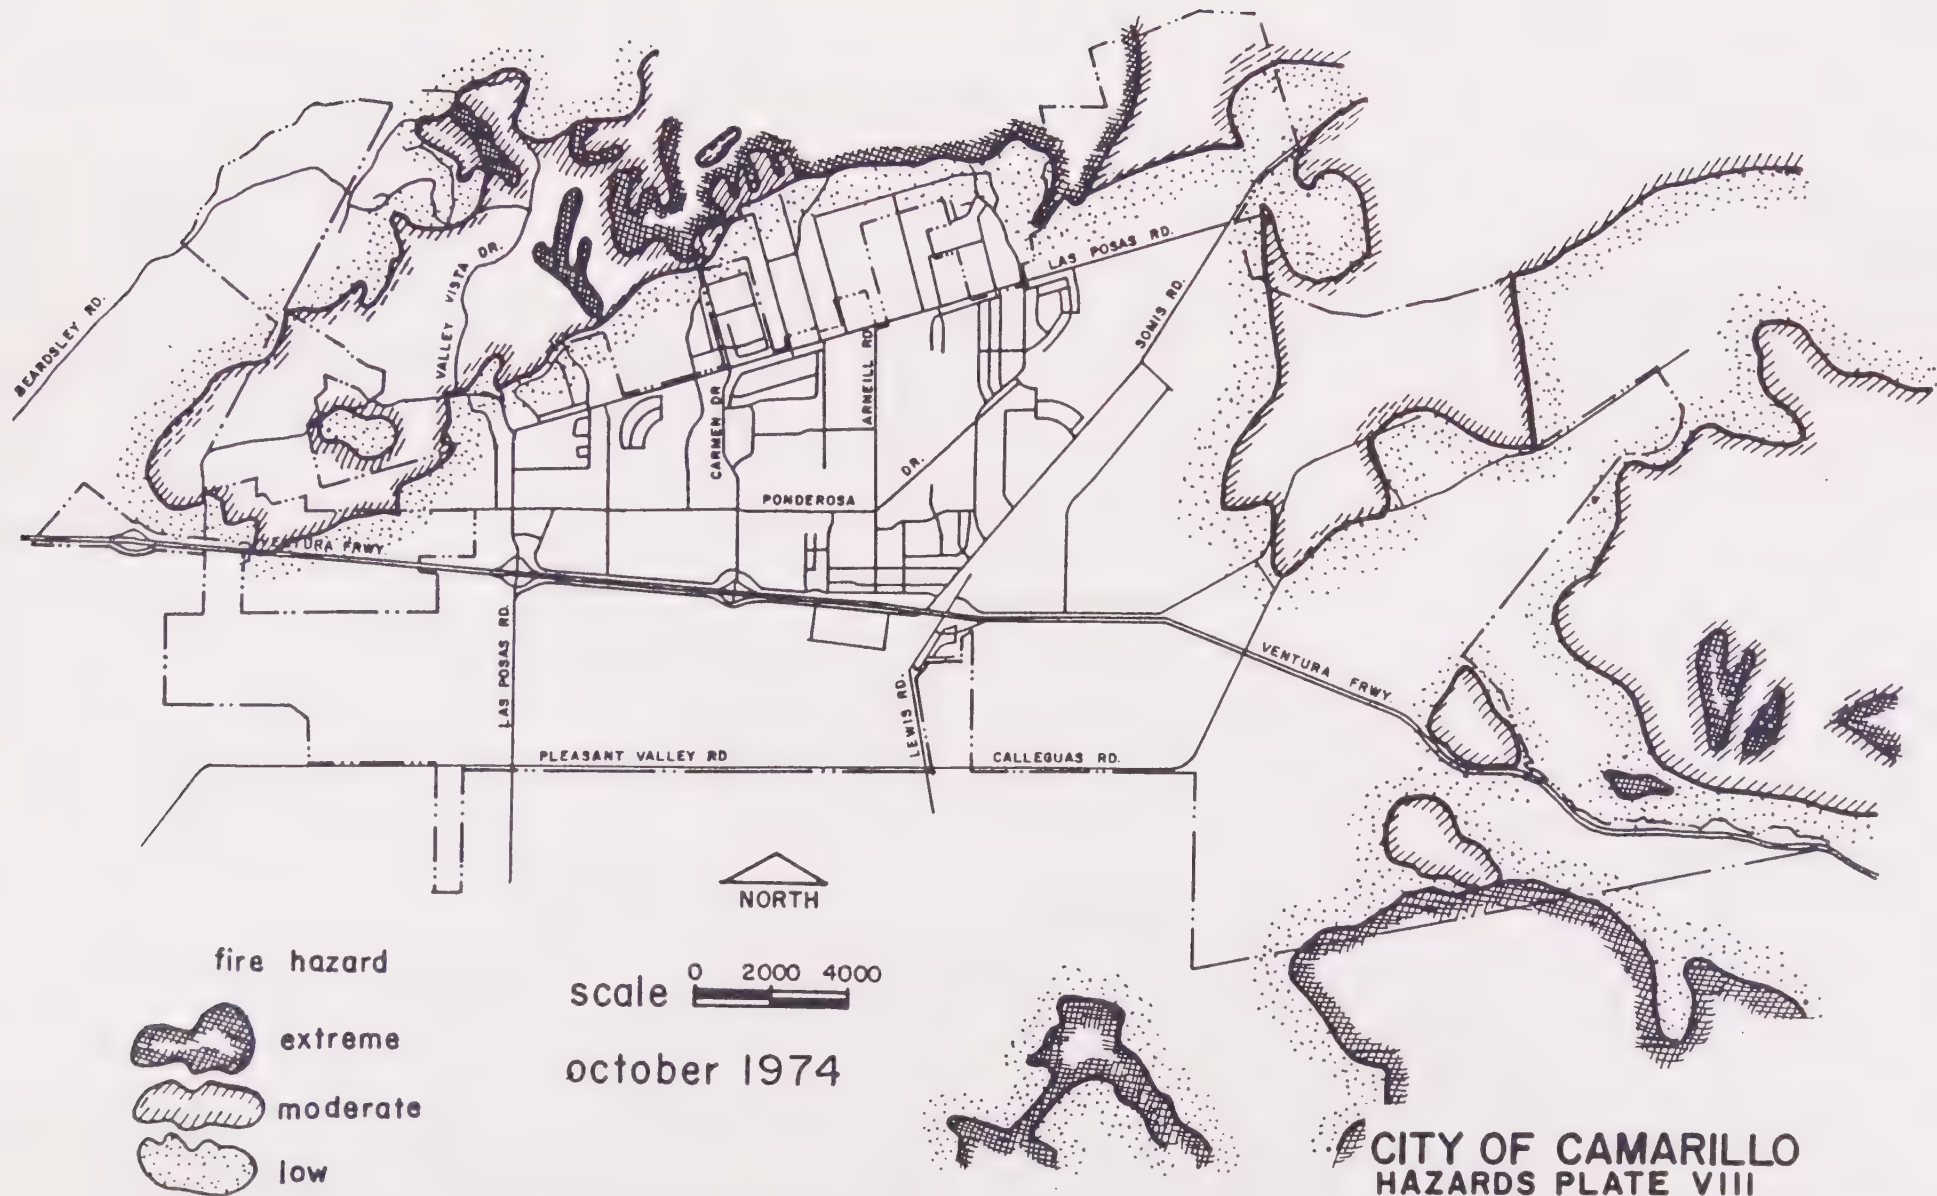 BEARDSLEY RD.
VALLEY VISTA DR.
LAS POSAS RD.
SOMIS RD.
CARMEN DR
ARNEILL RD.
PONDEROSA DR.
VENTURA FRWY
LAS POSAS RD.
LEWIS RD.
VENTURA FRWY
PLEASANT VALLEY RD
CALLEGUAS RD.
NORTH
fire hazard
scale 0 2000 4000
extreme
october 1974
moderate
low
CITY OF CAMARILLO
HAZARDS PLATE VIII